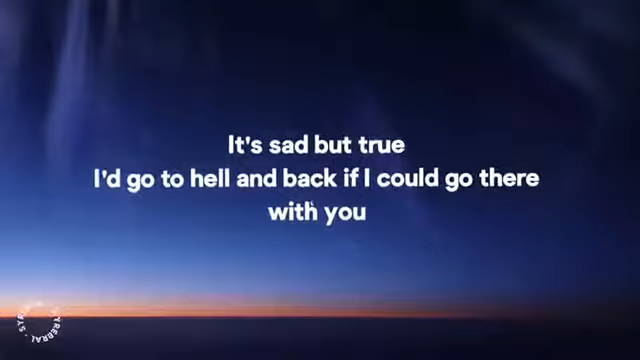 It's sad but true
I'd go to hell and back if I could go there
with you